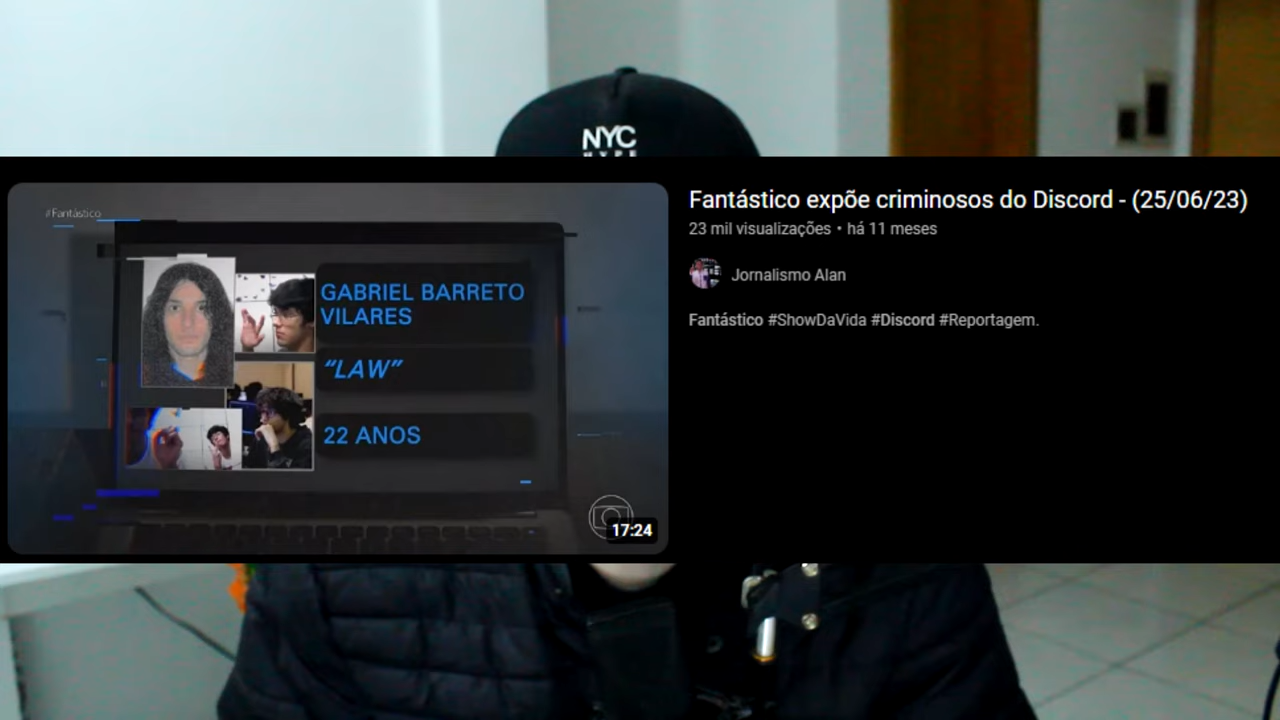 NYC
HYPE
#Fantástico
GABRIEL BARRETO
VILARES
“LAW”
22 ANOS
17:24
Fantástico expõe criminosos do Discord - (25/06/23)
23 mil visualizações • há 11 meses
Jornalismo Alan
Fantástico #ShowDaVida #Discord #Reportagem.